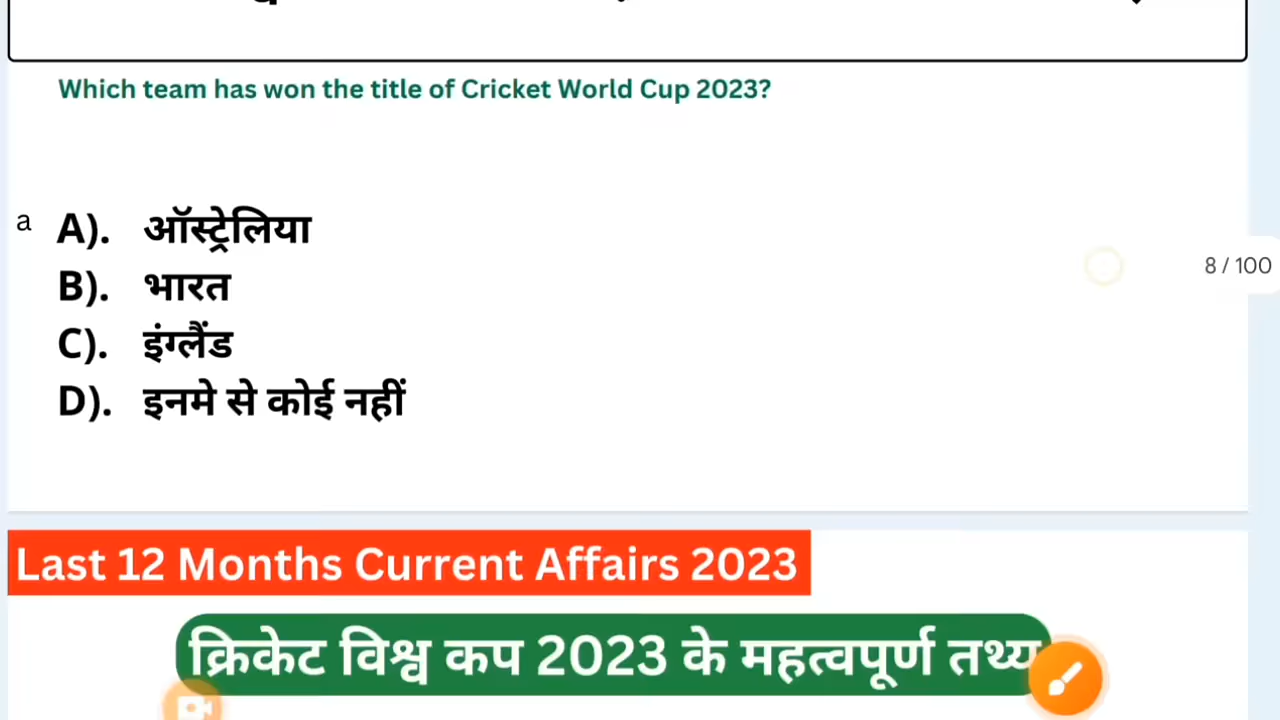 Which team has won the title of Cricket World Cup 2023?
a A). ऑस्ट्रेलिया
B). भारत
8 / 100
C). इंग्लैंड
D). इनमे से कोई नहीं
Last 12 Months Current Affairs 2023
क्रिकेट विश्व कप 2023 के महत्वपूर्ण तथ्य